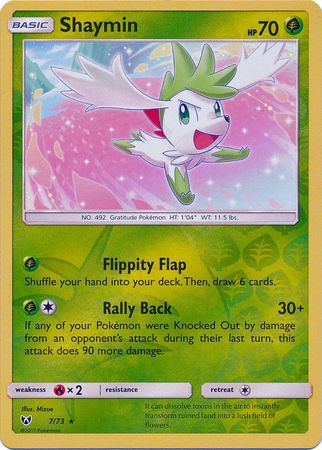 BASIC Shaymin HP 70
NO. 492 Gratitude Pokémon HT: 1'04" WT: 11.5 lbs.
Flippity Flap
Shuffle your hand into your deck. Then, draw 6 cards.
Rally Back 30+
If any of your Pokémon were Knocked Out by damage
from an opponent's attack during their last turn, this
attack does 90 more damage.
weakness × 2 resistance retreat
Illus. Mizue
7/73 ★
©2017 Pokémon
It can dissolve toxins in the air to instantly
transform ruined land into a lush field of
flowers.